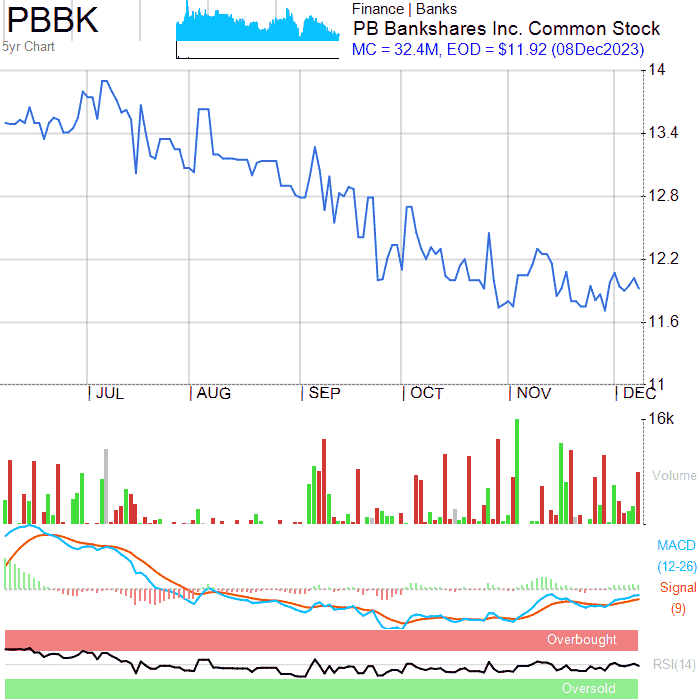 PBBK
5yr Chart
Finance | Banks
PB Bankshares Inc. Common Stock
MC = 32.4M, EOD = $11.92 (08Dec2023)
14
13.4
12.8
12.2
11.6
11
JUL AUG SEP OCT NOV DEC
16k
Volume
MACD
(12-26)
Signal
(9)
Overbought
RSI(14)
Oversold